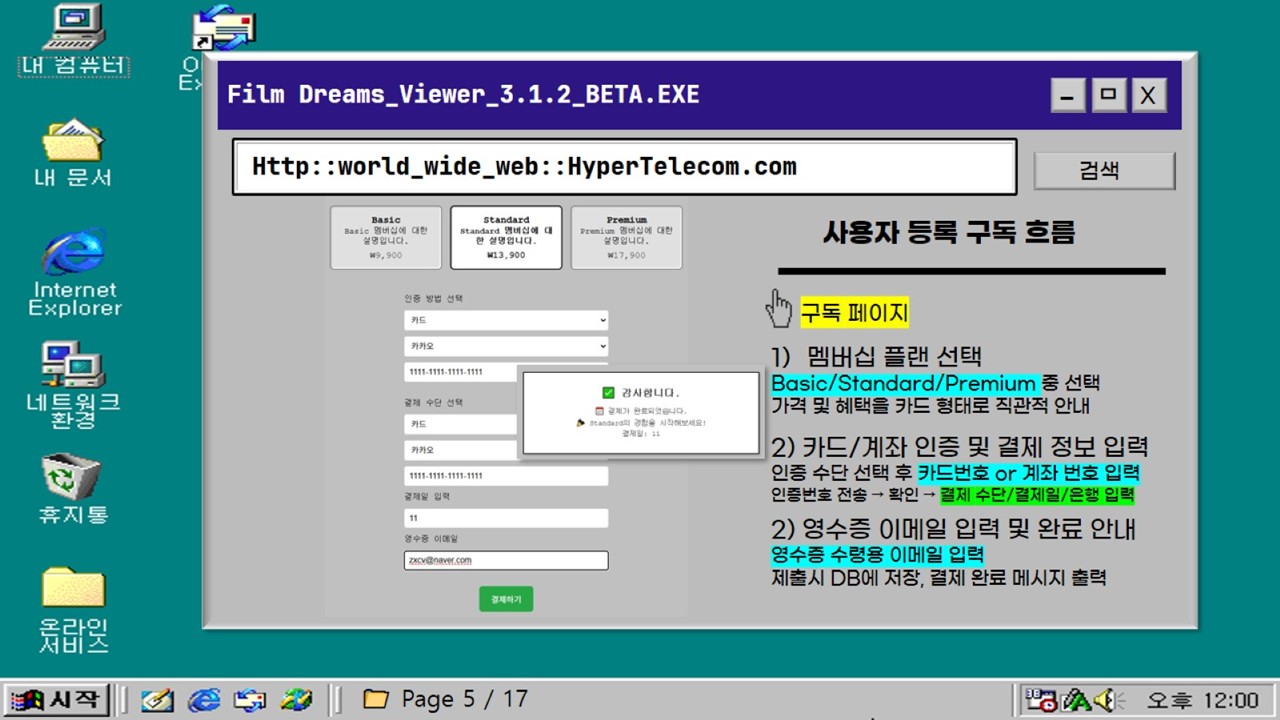 내 컴퓨터
O
Ex
내 문서
Internet
Explorer
네트워크
환경
휴지통
온라인
서비스
Film Dreams_Viewer_3.1.2_BETA.EXE
X
Http::world_wide_web::HyperTelecom.com
검색
Basic
Basic 멤버십에 대한
설명입니다.
₩9,900
Standard
Standard 멤버십에 대
한 설명입니다.
₩13,900
Premium
Premium 멤버십에 대한
설명입니다.
₩17,900
인증 방법 선택
카드
카카오
1111-1111-1111-1111
결제 수단 선택
카드
카카오
1111-1111-1111-1111
결제일 입력
11
영수증 이메일
zxcv@naver.com
결제하기
감사합니다.
결제가 완료되었습니다.
Standard의 경험을 시작해보세요!
결제일: 11
사용자 등록 구독 흐름
구독 페이지
1) 멤버십 플랜 선택
Basic/Standard/Premium 중 선택
가격 및 혜택을 카드 형태로 직관적 안내
2) 카드/계좌 인증 및 결제 정보 입력
인증 수단 선택 후 카드번호 or 계좌 번호 입력
인증번호 전송 → 확인 → 결제 수단/결제일/은행 입력
2) 영수증 이메일 입력 및 완료 안내
영수증 수령용 이메일 입력
제출시 DB에 저장, 결제 완료 메시지 출력
시작
Page 5 / 17
오후 12:00